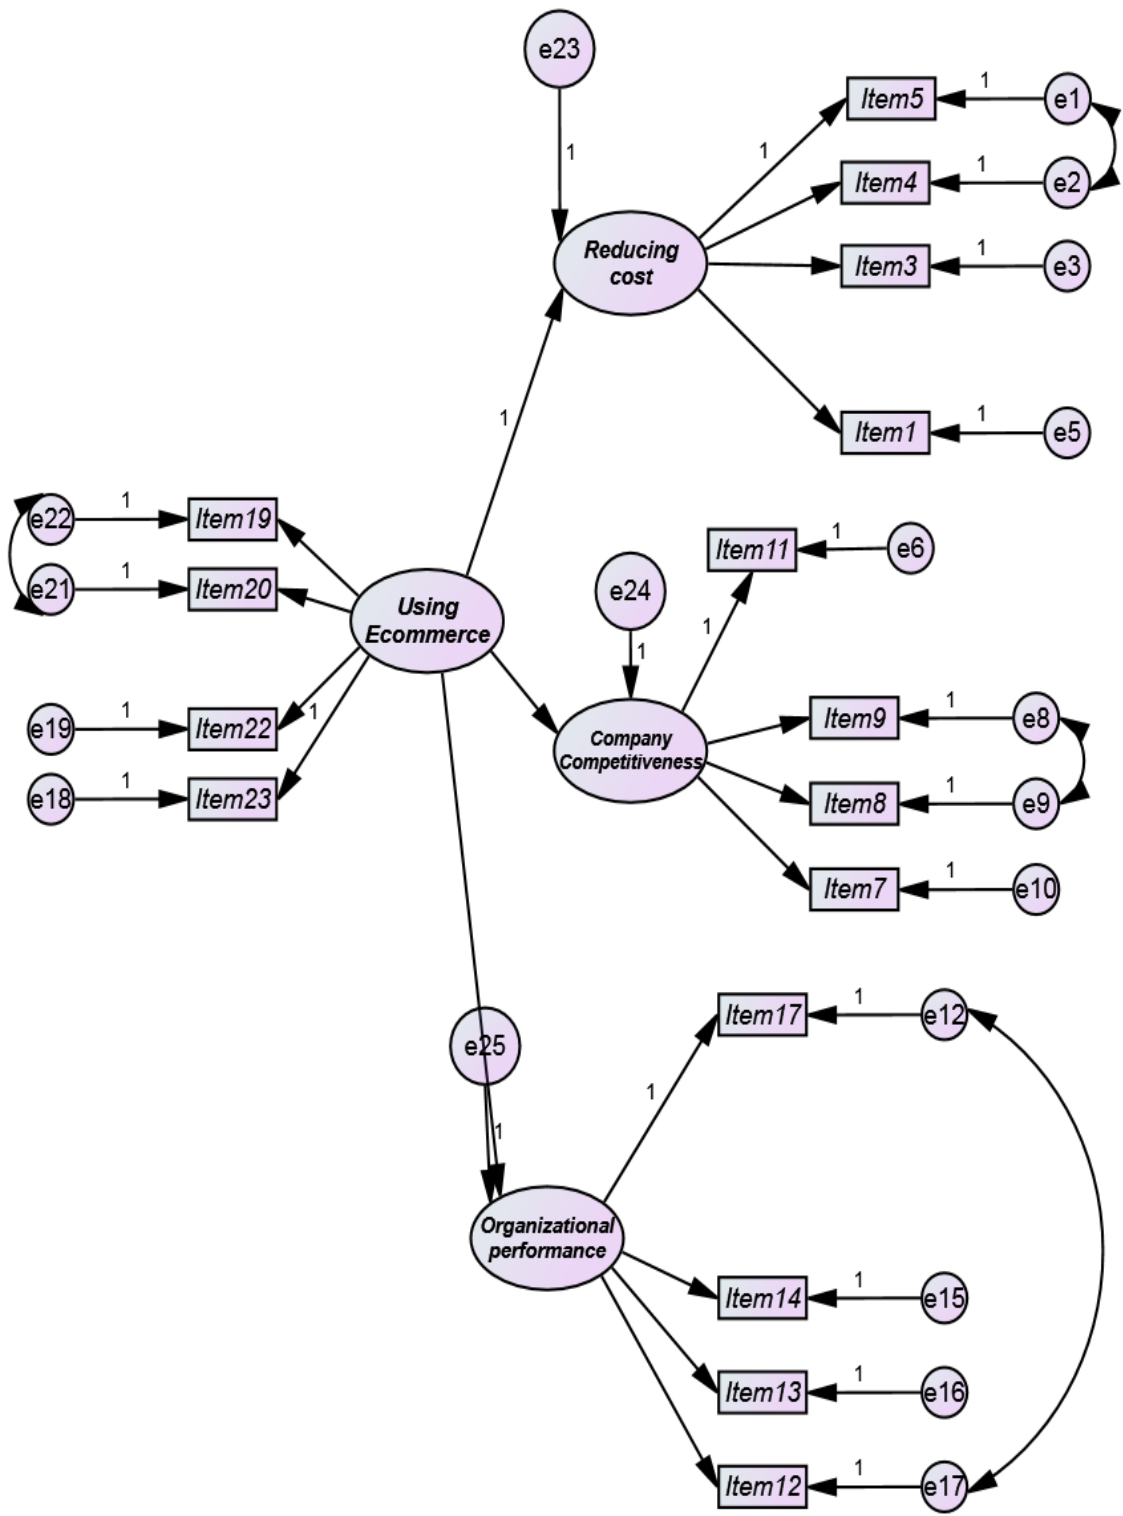 e23
1
Item5
1
e1
1
Item4
1
e2
Reducing
cost
Item3
1
e3
1
Item1
1
e5
e22
1
Item19
e21
1
Item20
Using
Ecommerce
e19
1
Item22
1
e18
1
Item23
Item11
1
e6
e24
1
1
Company
Competitiveness
Item9
1
e8
Item8
1
e9
Item7
1
e10
e25
1
Organizational
performance
1
Item17
1
e12
Item14
1
e15
Item13
1
e16
Item12
1
e17